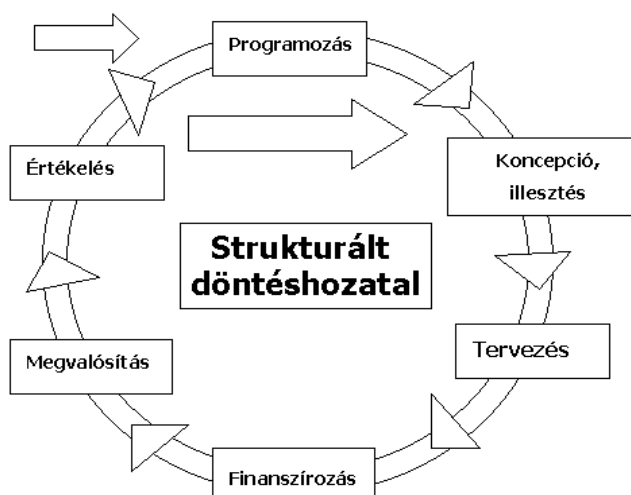 Programozás
Koncepció,
illesztés
Tervezés
Finanszírozás
Megvalósítás
Értékelés
Strukturált
döntéshozatal